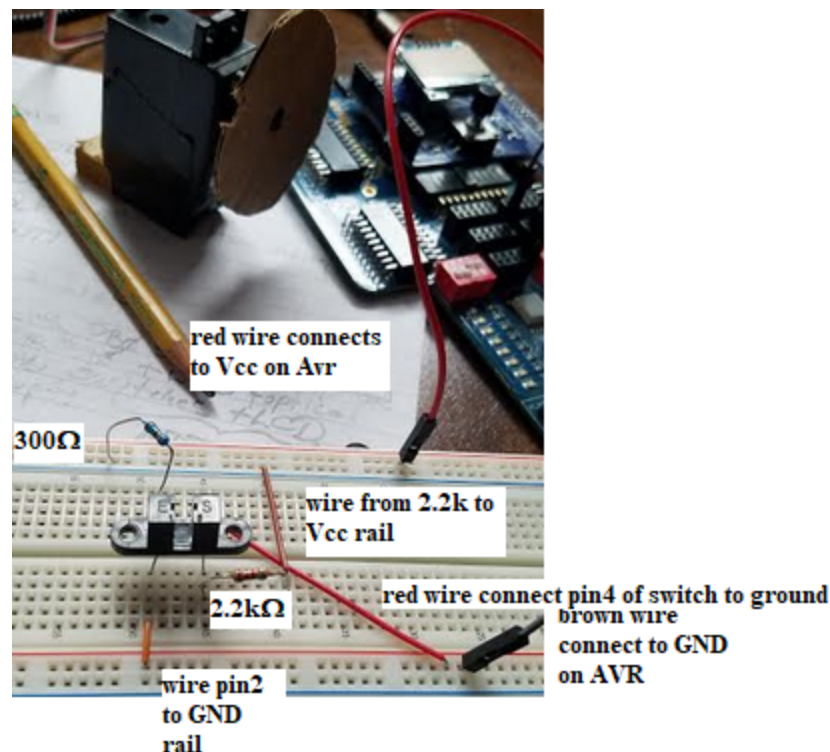 red wire connects
to Vcc on Avr
300Ω
E S
wire from 2.2k to
Vcc rail
2.2kΩ
red wire connect pin4 of switch to ground
brown wire
connect to GND
on AVR
wire pin2
to GND
rail